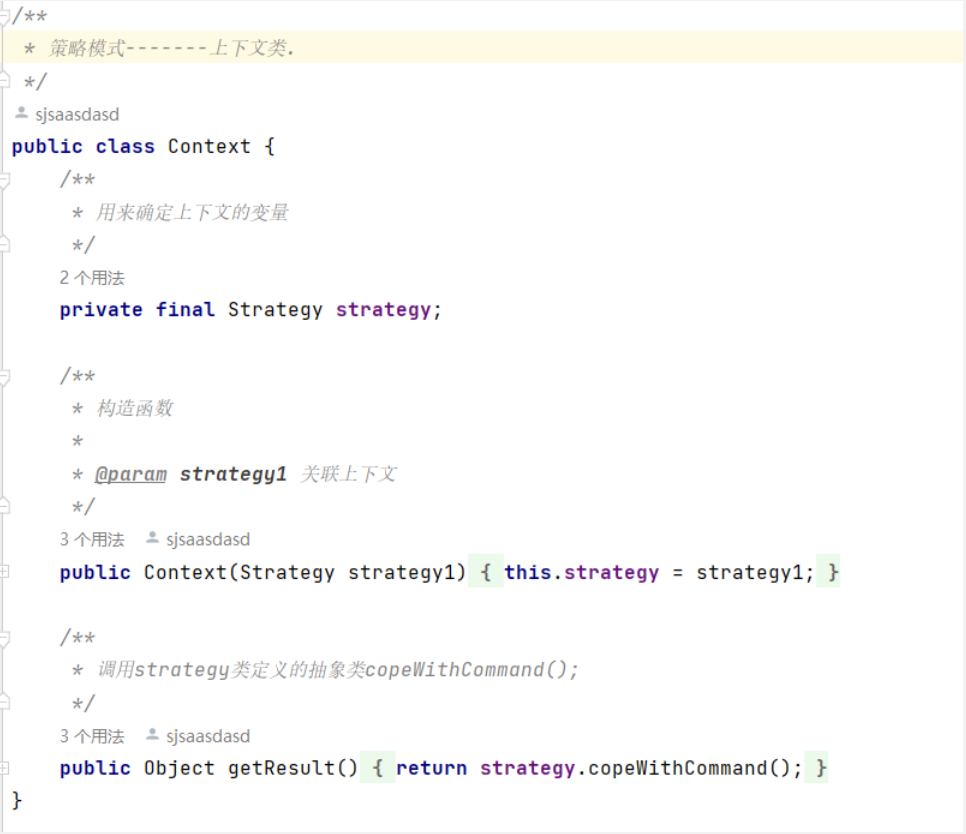 /**
 * 策略模式-------上下文类.
 */
sjsaasdasd
public class Context {
    /**
     * 用来确定上下文的变量
     */
    2 个用法
    private final Strategy strategy;

    /**
     * 构造函数
     *
     * @param strategy1 关联上下文
     */
    3 个用法 sjsaasdasd
    public Context(Strategy strategy1) { this.strategy = strategy1; }

    /**
     * 调用strategy类定义的抽象类copeWithCommand();
     */
    3 个用法 sjsaasdasd
    public Object getResult() { return strategy.copeWithCommand(); }
}